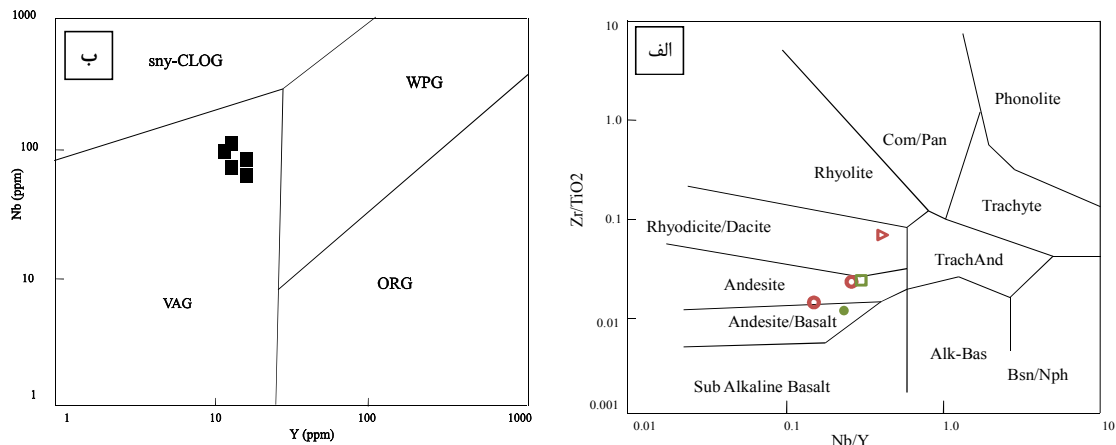 1000
100
10
1
Nb (ppm)
ب
sny-CLOG
WPG
VAG
ORG
1
10
100
1000
Y (ppm)
10
1.0
0.1
0.01
0.001
Zr/TiO2
الف
Phonolite
Com/Pan
Rhyolite
Trachyte
Rhyodicite/Dacite
TrachAnd
Andesite
Andesite/Basalt
Alk-Bas
Bsn/Nph
Sub Alkaline Basalt
0.01
0.1
1.0
10
Nb/Y